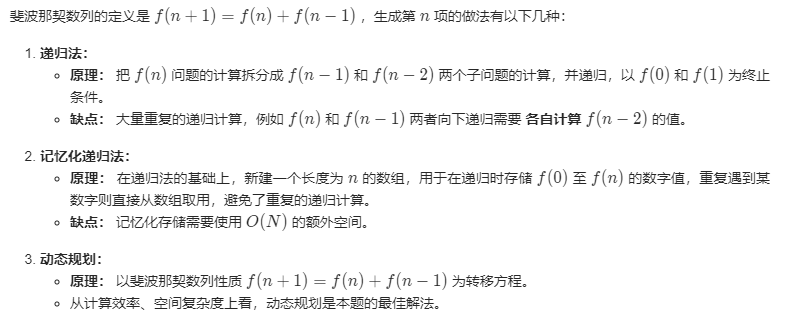 斐波那契数列的定义是 f(n + 1) = f(n) + f(n − 1) ，生成第 n 项的做法有以下几种：
1. 递归法：
原理： 把 f(n) 问题的计算拆分成 f(n − 1) 和 f(n − 2) 两个子问题的计算，并递归，以 f(0) 和 f(1) 为终止
条件。
缺点： 大量重复的递归计算，例如 f(n) 和 f(n − 1) 两者向下递归需要 各自计算 f(n − 2) 的值。
2. 记忆化递归法：
原理： 在递归法的基础上，新建一个长度为 n 的数组，用于在递归时存储 f(0) 至 f(n) 的数字值，重复遇到某
数字则直接从数组取用，避免了重复的递归计算。
缺点： 记忆化存储需要使用 O(N) 的额外空间。
3. 动态规划：
原理： 以斐波那契数列性质 f(n + 1) = f(n) + f(n − 1) 为转移方程。
从计算效率、空间复杂度上看，动态规划是本题的最佳解法。